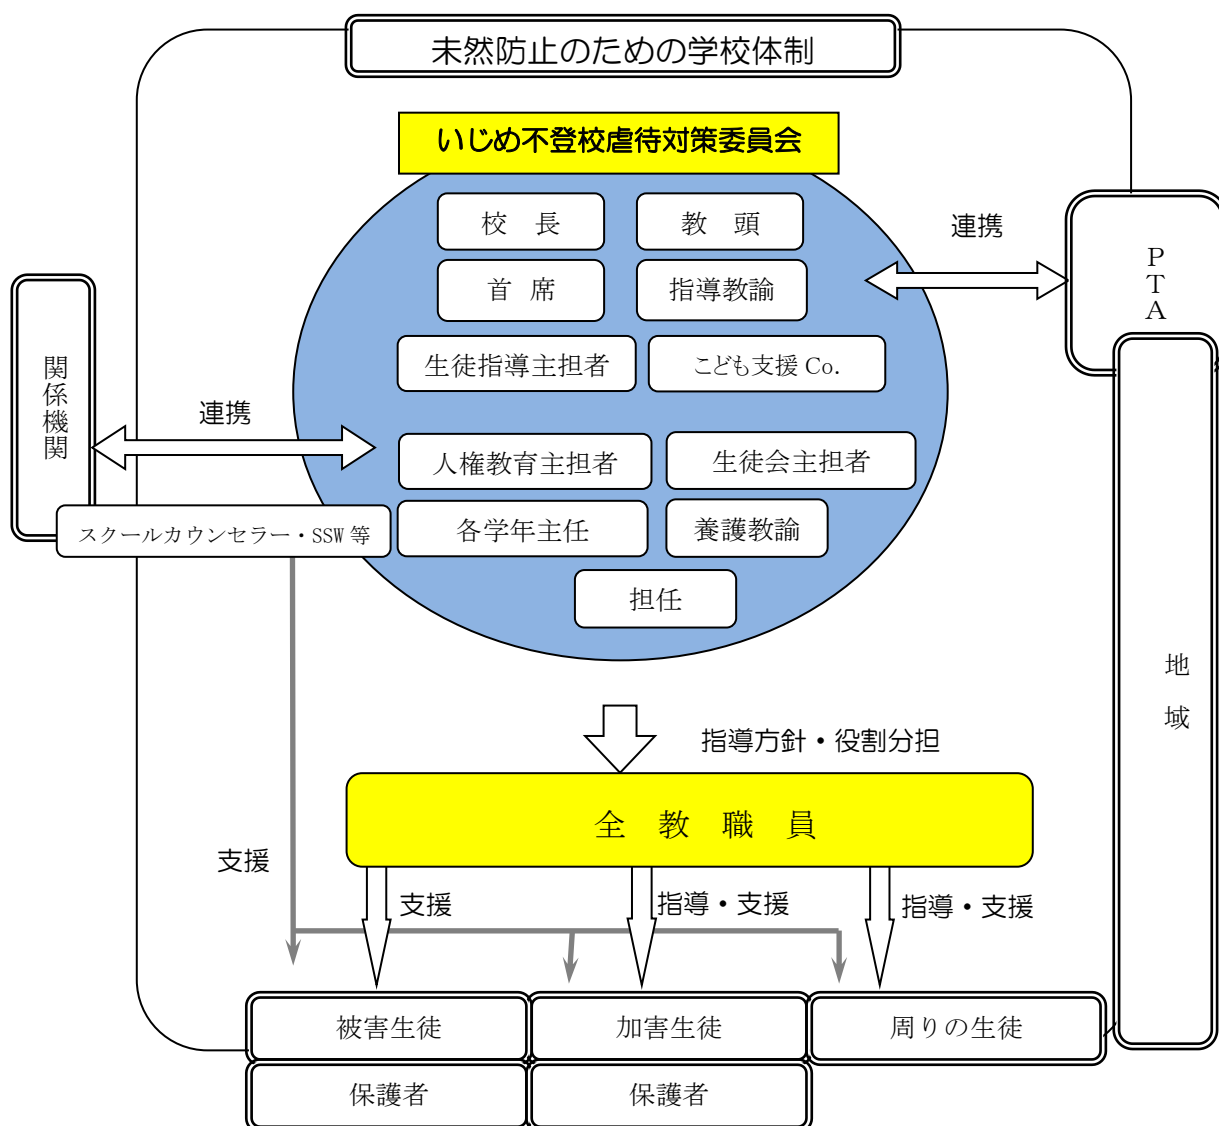 未然防止のための学校体制
いじめ不登校虐待対策委員会
校　長
教　頭
首　席
指導教諭
連携
PTA
生徒指導主担者
こども支援 Co.
関係機関
連携
人権教育主担者
生徒会主担者
スクールカウンセラー・SSW 等
各学年主任
養護教諭
担任
地　域
指導方針・役割分担
全　教　職　員
支援
支援
指導・支援
指導・支援
被害生徒
加害生徒
周りの生徒
保護者
保護者